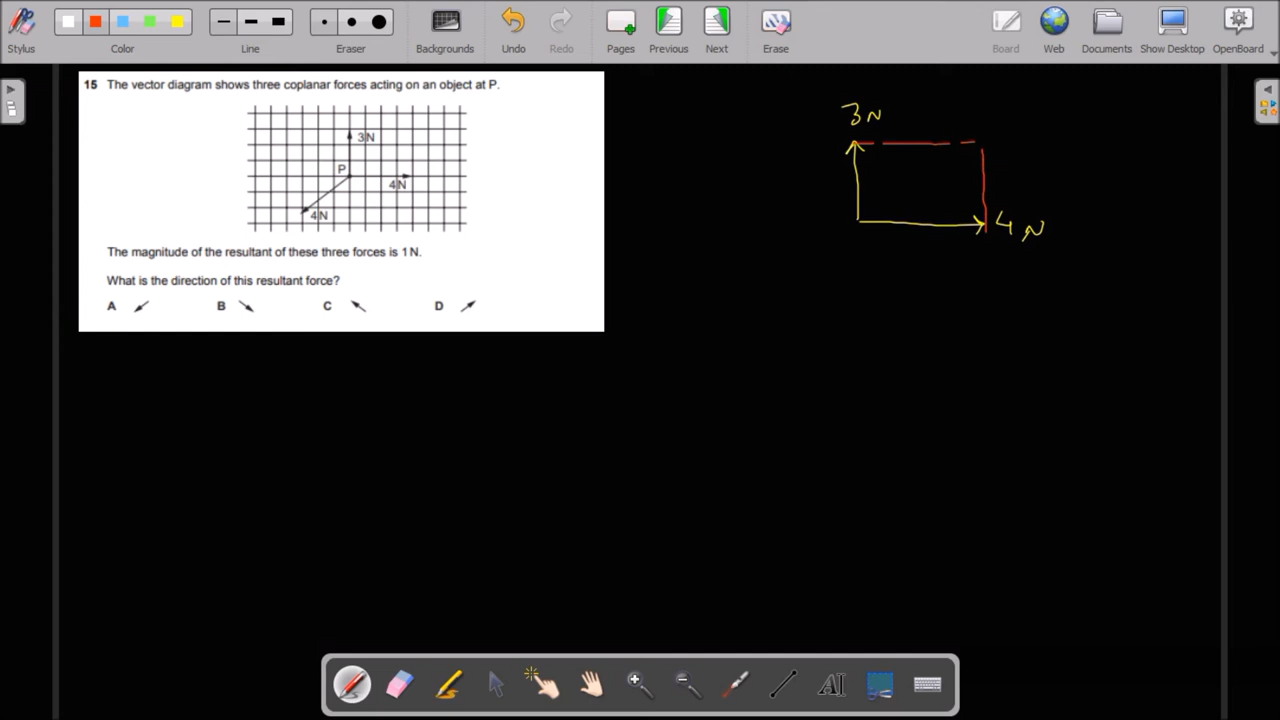 Stylus Color Line Eraser Backgrounds Undo Redo Pages Previous Next Erase Board Web Documents Show Desktop OpenBoard
15 The vector diagram shows three coplanar forces acting on an object at P.
3N
P
4N
4N
The magnitude of the resultant of these three forces is 1N.
What is the direction of this resultant force?
A B C D
3N
4N
AI